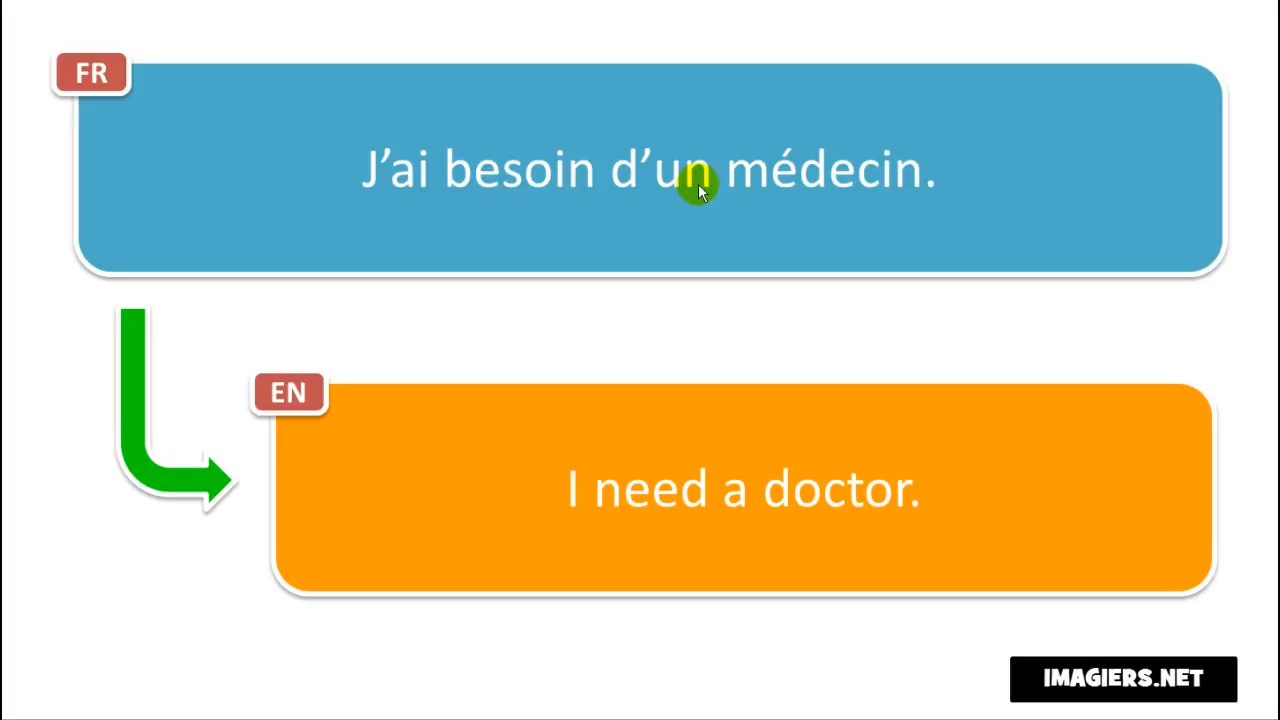 FR
J’ai besoin d’un médecin.
EN
I need a doctor.
IMAGIERS.NET